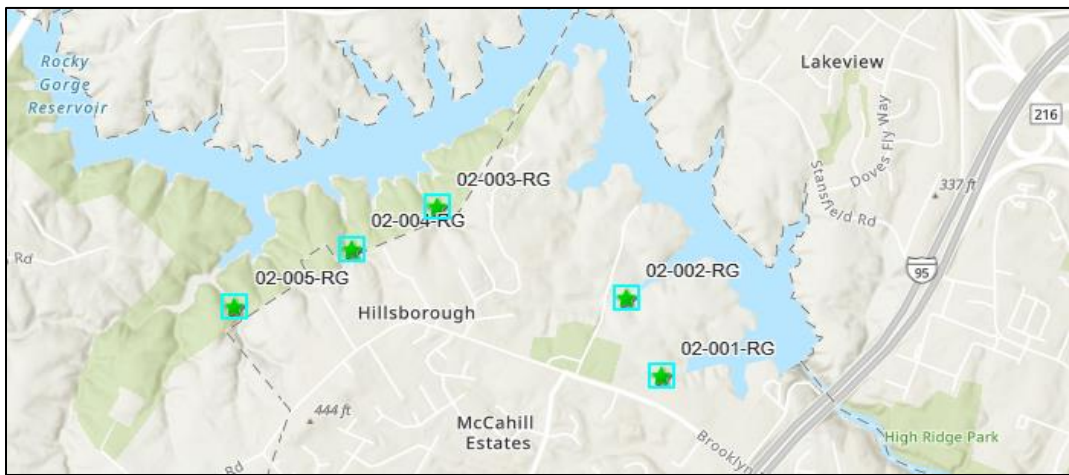 Rocky
Gorge
Reservoir
Lakeview
216
Doves Fly Way
Stansfield Rd
337 ft
95
02-003-RG
02-004-RG
02-005-RG
02-002-RG
02-001-RG
Rd
Hillsborough
444 ft
McCahill
Estates
Brooklyn
High Ridge Park
Rd